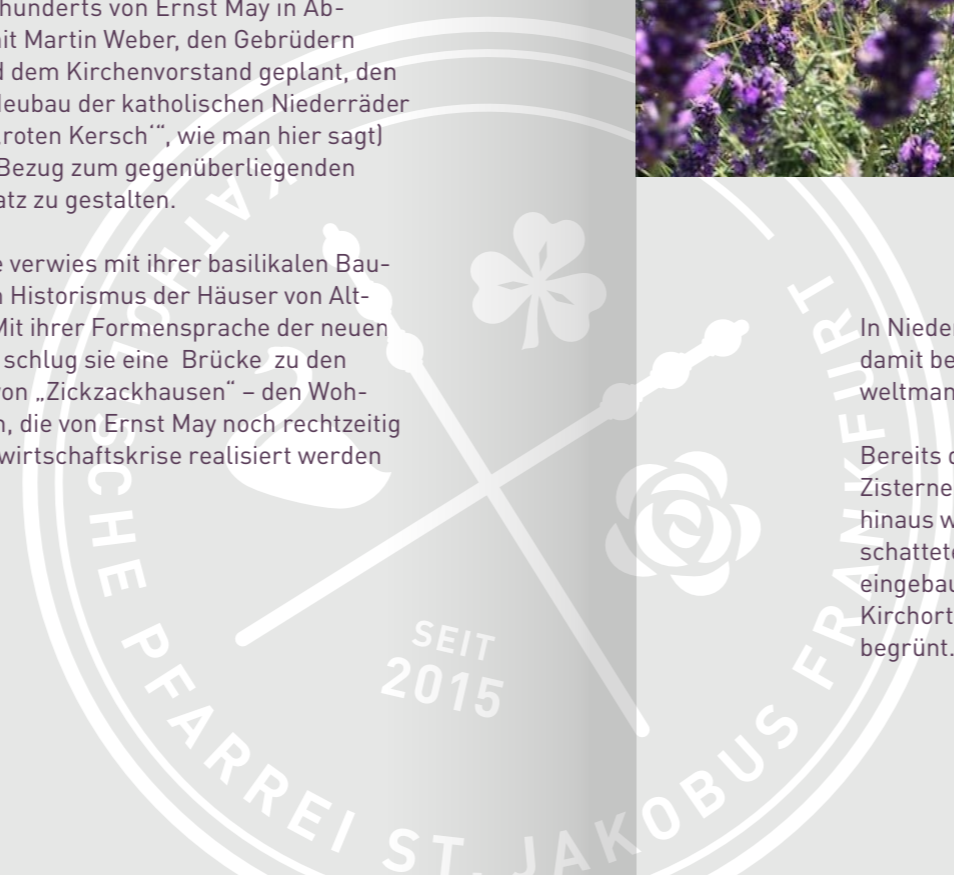 hunderts von Ernst May in Ab-
it Martin Weber, den Gebrüdern
d dem Kirchenvorstand geplant, den
Neubau der katholischen Niederräder
roten Kersch‘“, wie man hier sagt)
Bezug zum gegenüberliegenden
atz zu gestalten.
e verwies mit ihrer basilikalen Bau-
n Historismus der Häuser von Alt-
Mit ihrer Formensprache der neuen
schlug sie eine Brücke zu den
von „Zickzackhausen“ – den Woh-
n, die von Ernst May noch rechtzeitig
wirtschaftskrise realisiert werden
In Nieder
damit be
weltman
Bereits d
Zisterne
hinaus w
schattete
eingebau
Kirchort
begrünt.
KATHOLISCHE PFARREI ST. JAKOBUS FRANKFURT
SEIT
2015